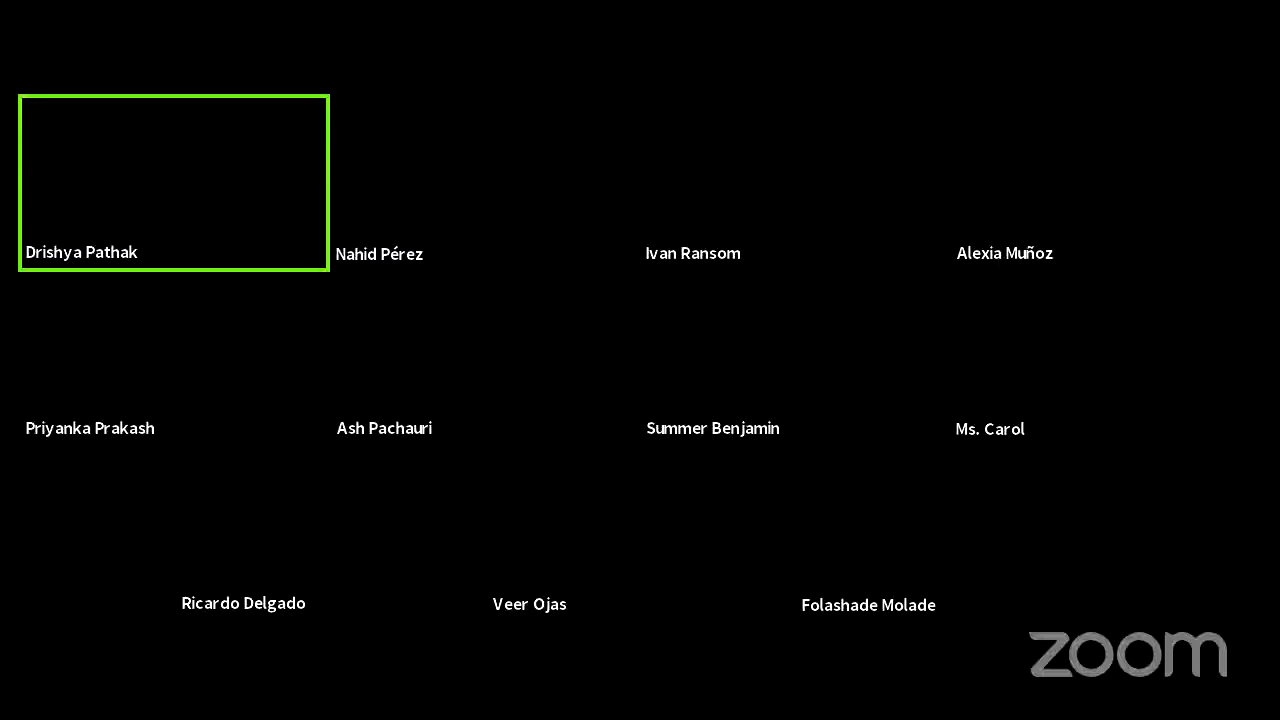 Drishya Pathak
Nahid Pérez
Ivan Ransom
Alexia Muñoz
Priyanka Prakash
Ash Pachauri
Summer Benjamin
Ms. Carol
Ricardo Delgado
Veer Ojas
Folashade Molade
zoom